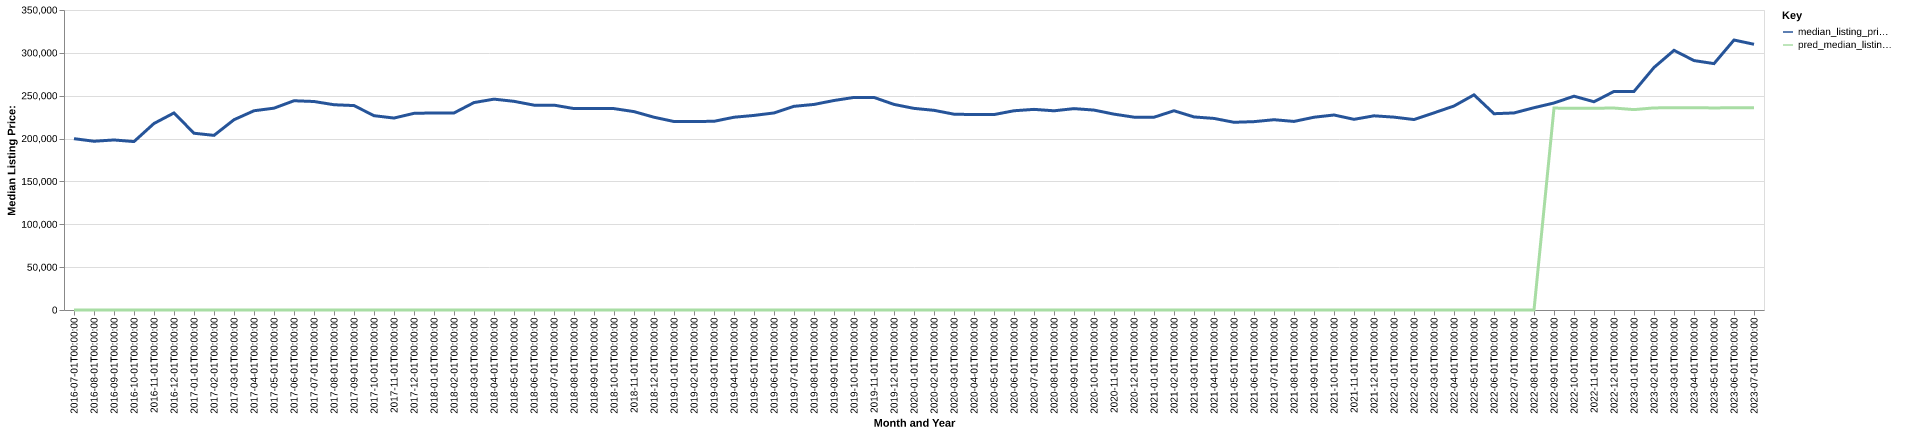 350,000
300,000
250,000
200,000
150,000
100,000
50,000
0
Median Listing Price:
2016-07-01T00:00:00
2016-08-01T00:00:00
2016-09-01T00:00:00
2016-10-01T00:00:00
2016-11-01T00:00:00
2016-12-01T00:00:00
2017-01-01T00:00:00
2017-02-01T00:00:00
2017-03-01T00:00:00
2017-04-01T00:00:00
2017-05-01T00:00:00
2017-06-01T00:00:00
2017-07-01T00:00:00
2017-08-01T00:00:00
2017-09-01T00:00:00
2017-10-01T00:00:00
2017-11-01T00:00:00
2017-12-01T00:00:00
2018-01-01T00:00:00
2018-02-01T00:00:00
2018-03-01T00:00:00
2018-04-01T00:00:00
2018-05-01T00:00:00
2018-06-01T00:00:00
2018-07-01T00:00:00
2018-08-01T00:00:00
2018-09-01T00:00:00
2018-10-01T00:00:00
2018-11-01T00:00:00
2018-12-01T00:00:00
2019-01-01T00:00:00
2019-02-01T00:00:00
2019-03-01T00:00:00
2019-04-01T00:00:00
2019-05-01T00:00:00
2019-06-01T00:00:00
2019-07-01T00:00:00
2019-08-01T00:00:00
2019-09-01T00:00:00
2019-10-01T00:00:00
2019-11-01T00:00:00
2019-12-01T00:00:00
2020-01-01T00:00:00
2020-02-01T00:00:00
2020-03-01T00:00:00
2020-04-01T00:00:00
2020-05-01T00:00:00
2020-06-01T00:00:00
2020-07-01T00:00:00
2020-08-01T00:00:00
2020-09-01T00:00:00
2020-10-01T00:00:00
2020-11-01T00:00:00
2020-12-01T00:00:00
2021-01-01T00:00:00
2021-02-01T00:00:00
2021-03-01T00:00:00
2021-04-01T00:00:00
2021-05-01T00:00:00
2021-06-01T00:00:00
2021-07-01T00:00:00
2021-08-01T00:00:00
2021-09-01T00:00:00
2021-10-01T00:00:00
2021-11-01T00:00:00
2021-12-01T00:00:00
2022-01-01T00:00:00
2022-02-01T00:00:00
2022-03-01T00:00:00
2022-04-01T00:00:00
2022-05-01T00:00:00
2022-06-01T00:00:00
2022-07-01T00:00:00
2022-08-01T00:00:00
2022-09-01T00:00:00
2022-10-01T00:00:00
2022-11-01T00:00:00
2022-12-01T00:00:00
2023-01-01T00:00:00
2023-02-01T00:00:00
2023-03-01T00:00:00
2023-04-01T00:00:00
2023-05-01T00:00:00
2023-06-01T00:00:00
2023-07-01T00:00:00
Month and Year
Key
median_listing_pri…
pred_median_listin…